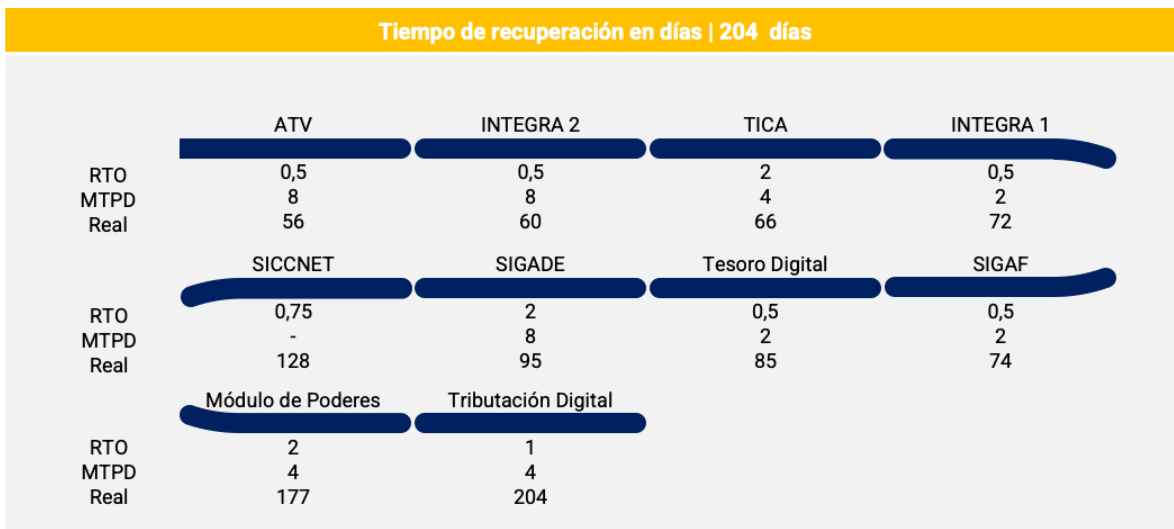 Tiempo de recuperación en días | 204 días
ATV INTEGRA 2 TICA INTEGRA 1
RTO 0,5 0,5 2 0,5
MTPD 8 8 4 2
Real 56 60 66 72
SICCNET SIGADE Tesoro Digital SIGAF
RTO 0,75 2 0,5 0,5
MTPD - 8 2 2
Real 128 95 85 74
Módulo de Poderes Tributación Digital
RTO 2 1
MTPD 4 4
Real 177 204